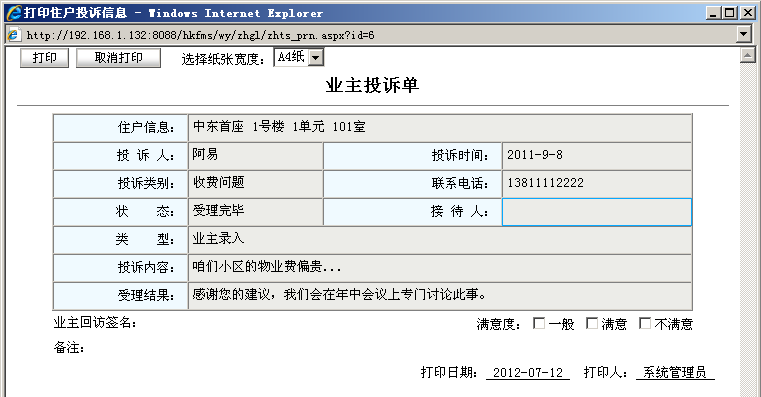 打印住户投诉信息 - Windows Internet Explorer
http://192.168.1.132:8088/hkfms/wy/zhgl/zhts_prn.aspx?id=6
打印 取消打印 选择纸张宽度: A4纸
业主投诉单
住户信息: 中东首座 1号楼 1单元 101室
投 诉 人: 阿易 投诉时间: 2011-9-8
投诉类别: 收费问题 联系电话: 13811112222
状 态: 受理完毕 接 待 人:
类 型: 业主录入
投诉内容: 咱们小区的物业费偏贵...
受理结果: 感谢您的建议，我们会在年中会议上专门讨论此事。
业主回访签名: 满意度: 一般 满意 不满意
备注:
打印日期: 2012-07-12 打印人: 系统管理员